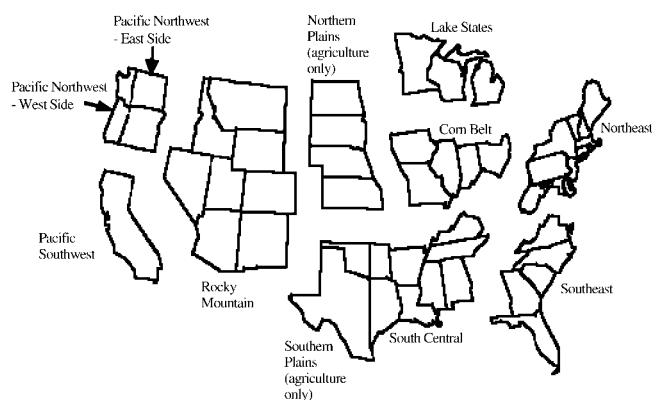 Pacific Northwest
- East Side
Northern
Plains
(agriculture
only)
Lake States
Pacific Northwest
- West Side
Corn Belt
Northeast
Pacific
Southwest
Rocky
Mountain
Southeast
South Central
Southern
Plains
(agriculture
only)